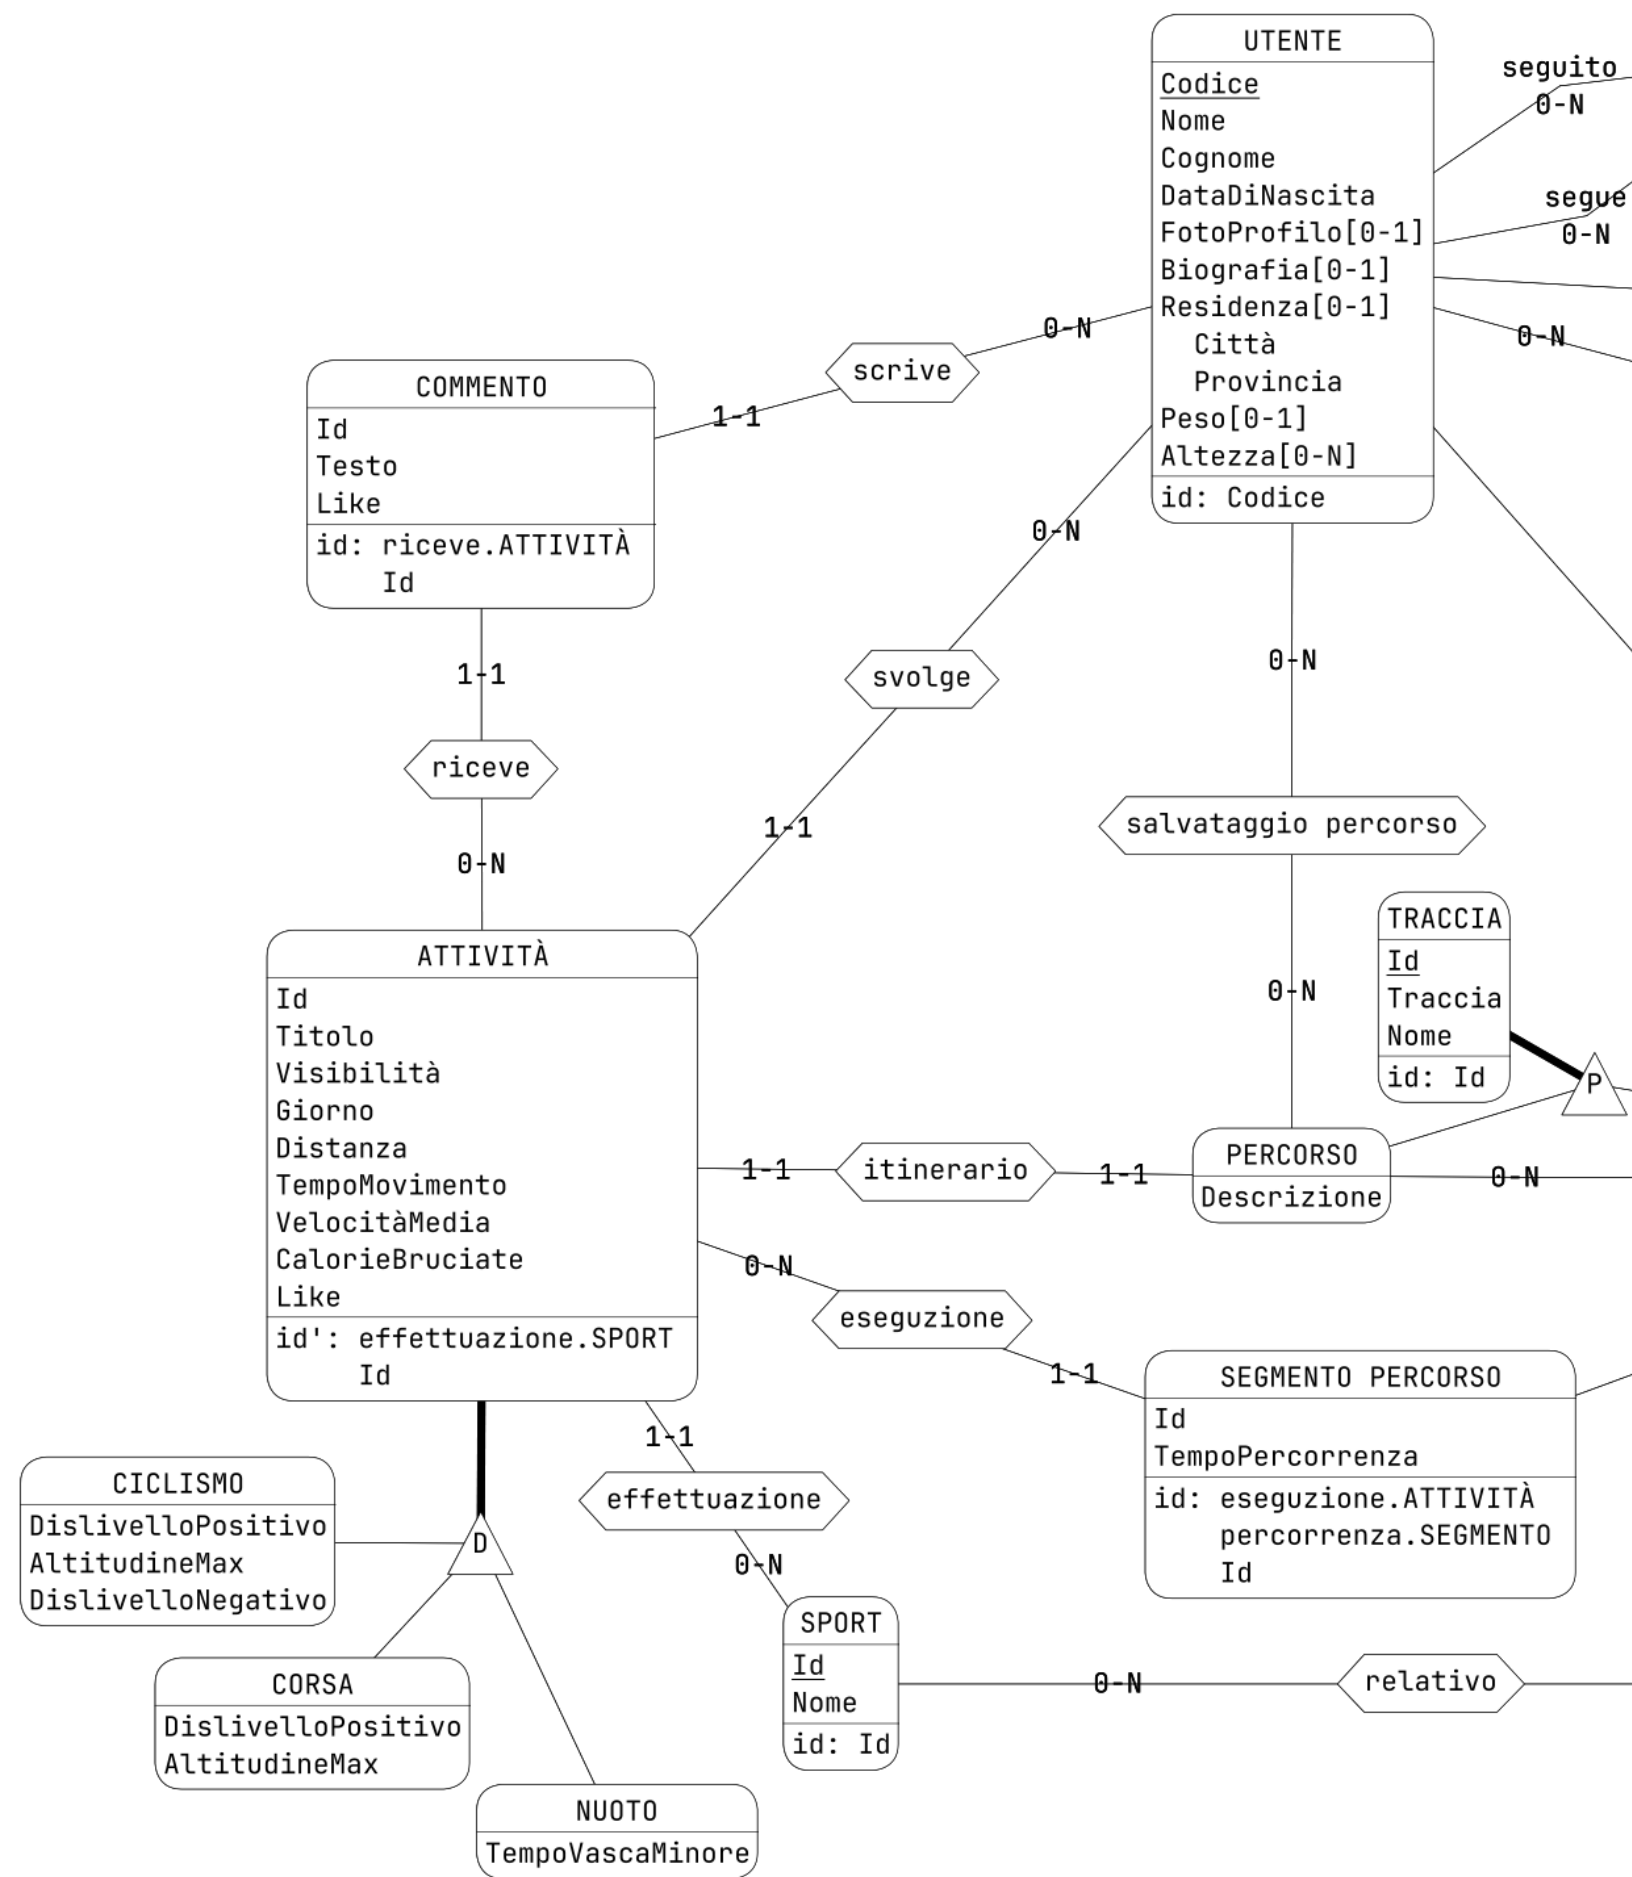 UTENTE
Codice
Nome
Cognome
DataDiNascita
FotoProfilo[0-1]
Biografia[0-1]
Residenza[0-1]
Città
Provincia
Peso[0-1]
Altezza[0-N]
id: Codice
seguito
0-N
segue
0-N
0-N
0-N
scrive
1-1
COMMENTO
Id
Testo
Like
id: riceve.ATTIVITÀ
Id
0-N
svolge
1-1
1-1
riceve
0-N
0-N
salvataggio percorso
0-N
TRACCIA
Id
Traccia
Nome
id: Id
P
ATTIVITÀ
Id
Titolo
Visibilità
Giorno
Distanza
TempoMovimento
VelocitàMedia
CalorieBruciate
Like
id': effettuazione.SPORT
Id
1-1
itinerario
1-1
PERCORSO
Descrizione
0-N
0-N
eseguzione
1-1
SEGMENTO PERCORSO
Id
TempoPercorrenza
id: eseguzione.ATTIVITÀ
percorrenza.SEGMENTO
Id
1-1
effettuazione
0-N
CICLISMO
DislivelloPositivo
AltitudineMax
DislivelloNegativo
D
CORSA
DislivelloPositivo
AltitudineMax
NUOTO
TempoVascaMinore
SPORT
Id
Nome
id: Id
0-N
relativo